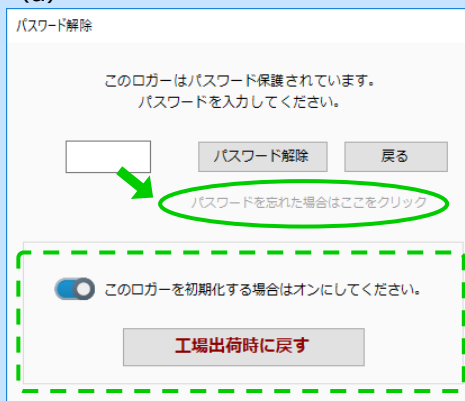 パスワード解除
このロガーはパスワード保護されています。
パスワードを入力してください。
パスワード解除
戻る
パスワードを忘れた場合はここをクリック
このロガーを初期化する場合はオンにしてください。
工場出荷時に戻す